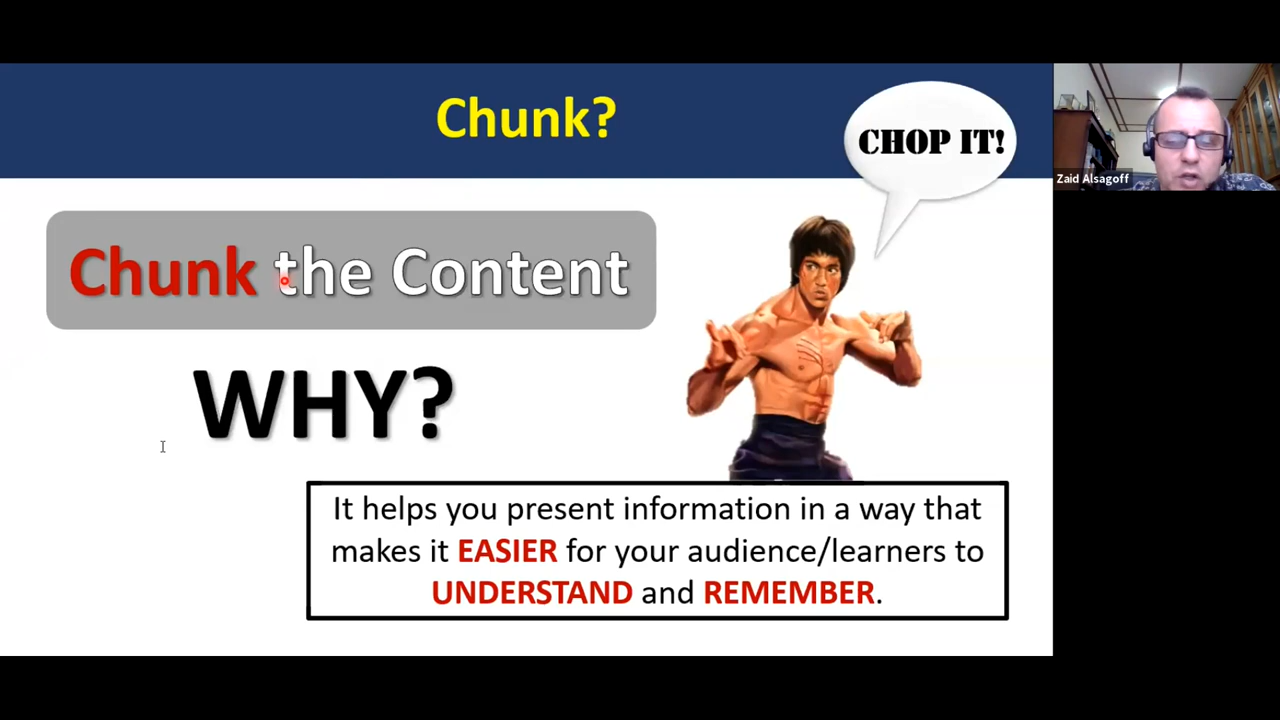 Chunk?
CHOP IT!
Zaid Alsagoff
Chunk the Content
WHY?
It helps you present information in a way that
makes it EASIER for your audience/learners to
UNDERSTAND and REMEMBER.